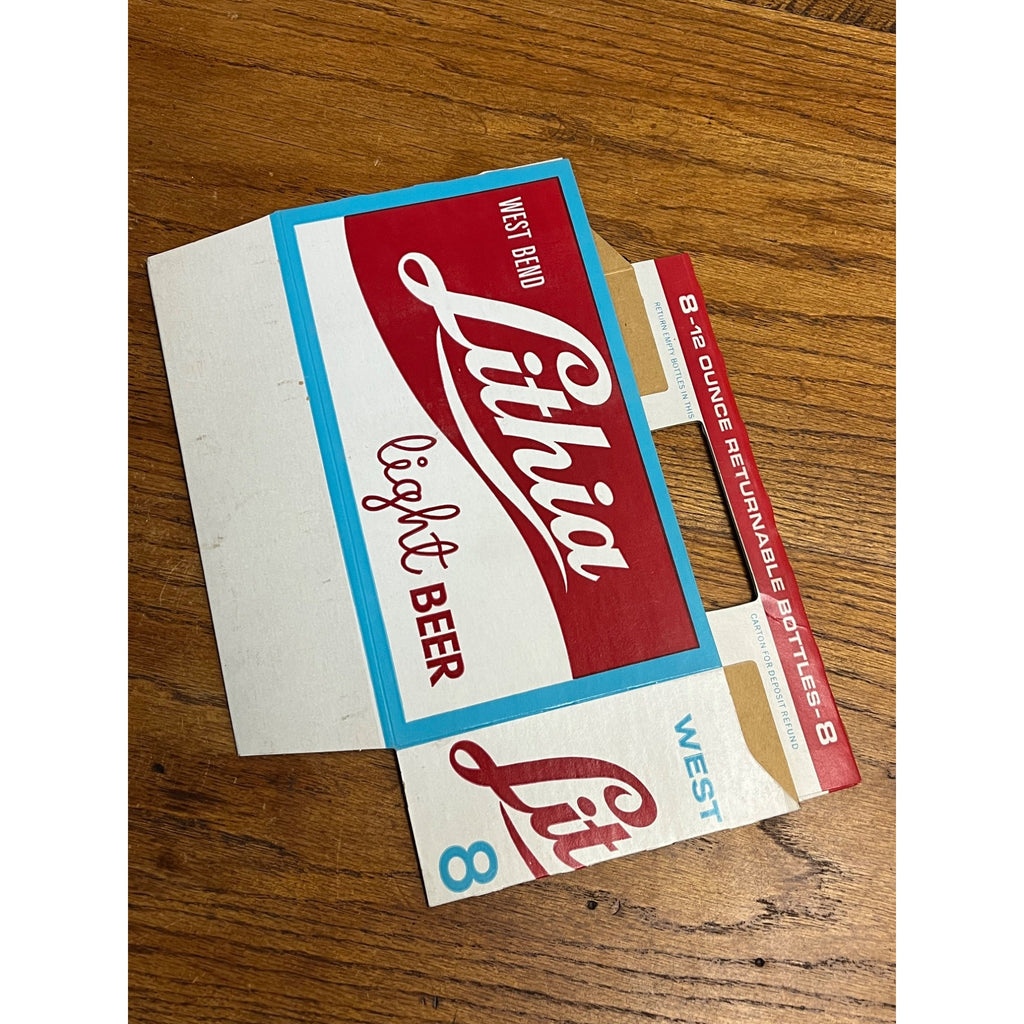 WEST BEND
Lithia
light BEER
8-12 OUNCE RETURNABLE BOTTLES-8
RETURN EMPTY BOTTLES IN THIS
CARTON FOR DEPOSIT REFUND
WEST
Lit
8